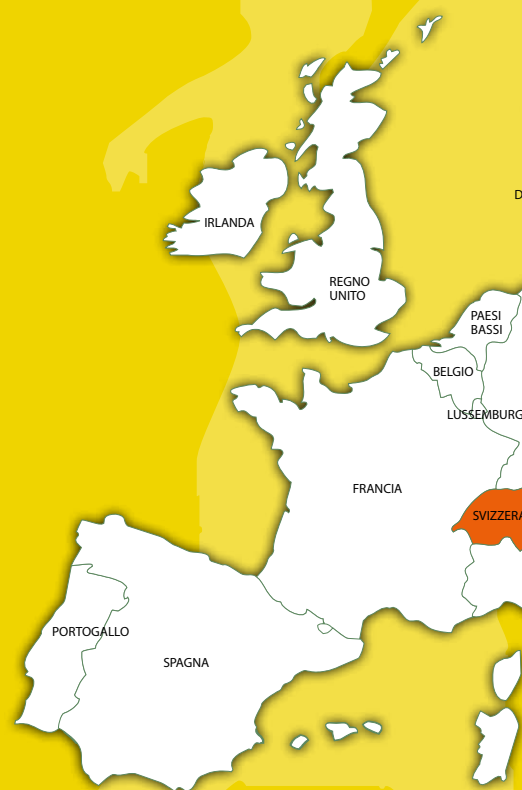 D
IRLANDA
REGNO
UNITO
PAESI
BASSI
BELGIO
LUSSEMBURG
FRANCIA
SVIZZERA
PORTOGALLO
SPAGNA